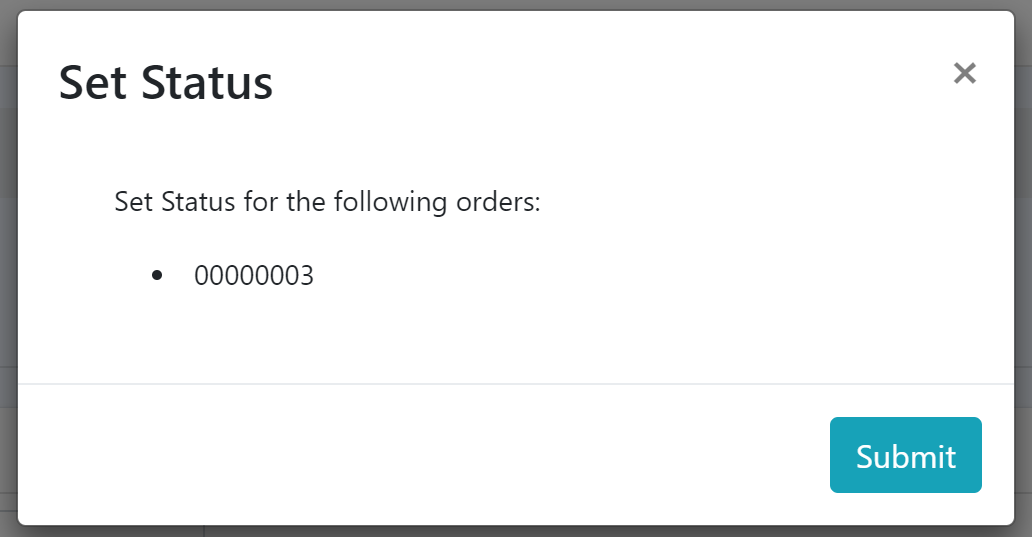 Set Status
×
Set Status for the following orders:
• 00000003
Submit